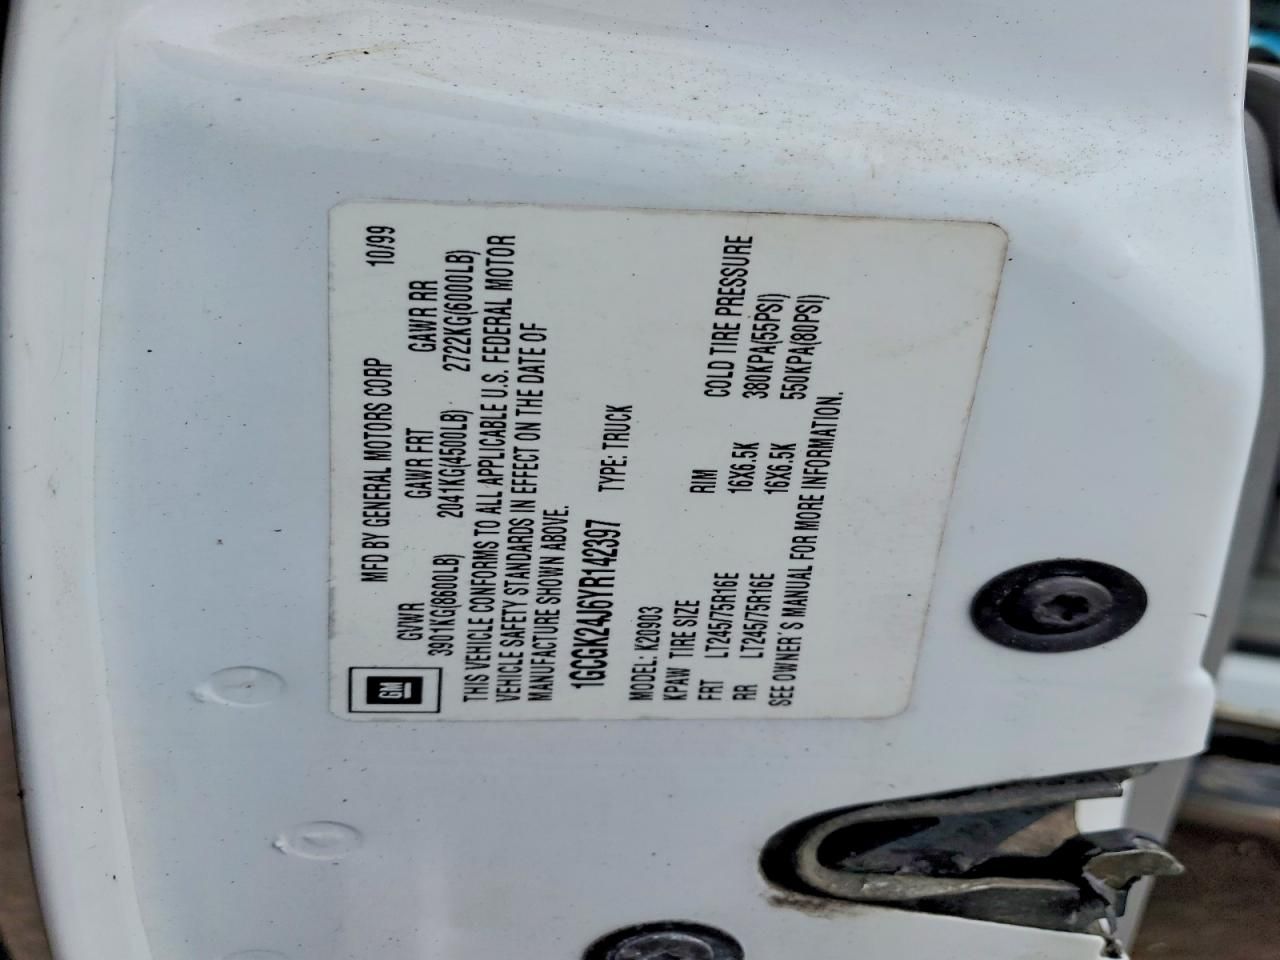 GM
MFD BY GENERAL MOTORS CORP 10/99
GVWR GAWR FRT GAWR RR
3901KG(8600LB) 2041KG(4500LB) 2722KG(6000LB)
THIS VEHICLE CONFORMS TO ALL APPLICABLE U.S. FEDERAL MOTOR
VEHICLE SAFETY STANDARDS IN EFFECT ON THE DATE OF
MANUFACTURE SHOWN ABOVE.
1GCGK24J6YR142397 TYPE: TRUCK
MODEL: K20903
KPAW TIRE SIZE RIM COLD TIRE PRESSURE
FRT LT245/75R16E 16X6.5K 380KPA(55PSI)
RR LT245/75R16E 16X6.5K 550KPA(80PSI)
SEE OWNER'S MANUAL FOR MORE INFORMATION.